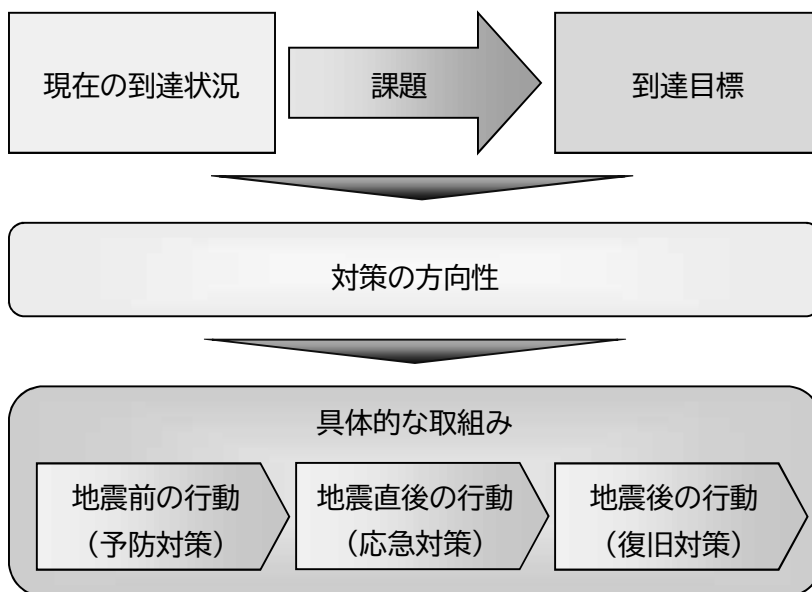 現在の到達状況
課題
到達目標
対策の方向性
具体的な取組み
地震前の行動
（予防対策）
地震直後の行動
（応急対策）
地震後の行動
（復旧対策）